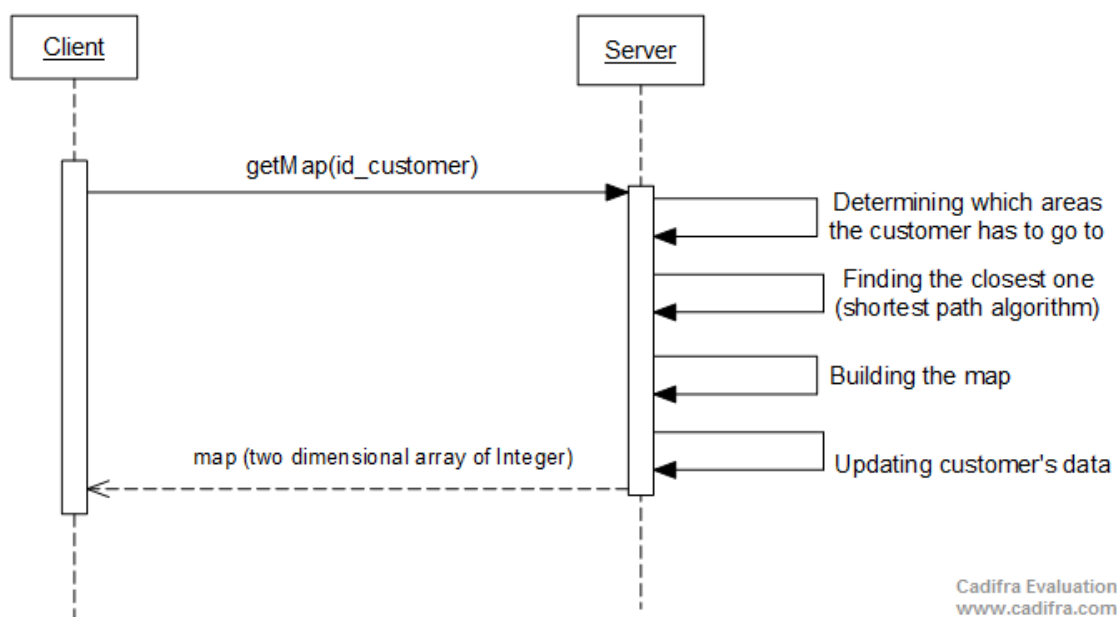 Client
Server
getMap(id_customer)
Determining which areas
the customer has to go to
Finding the closest one
(shortest path algorithm)
Building the map
map (two dimensional array of Integer)
Updating customer's data
Cadifra Evaluation
www.cadifra.com